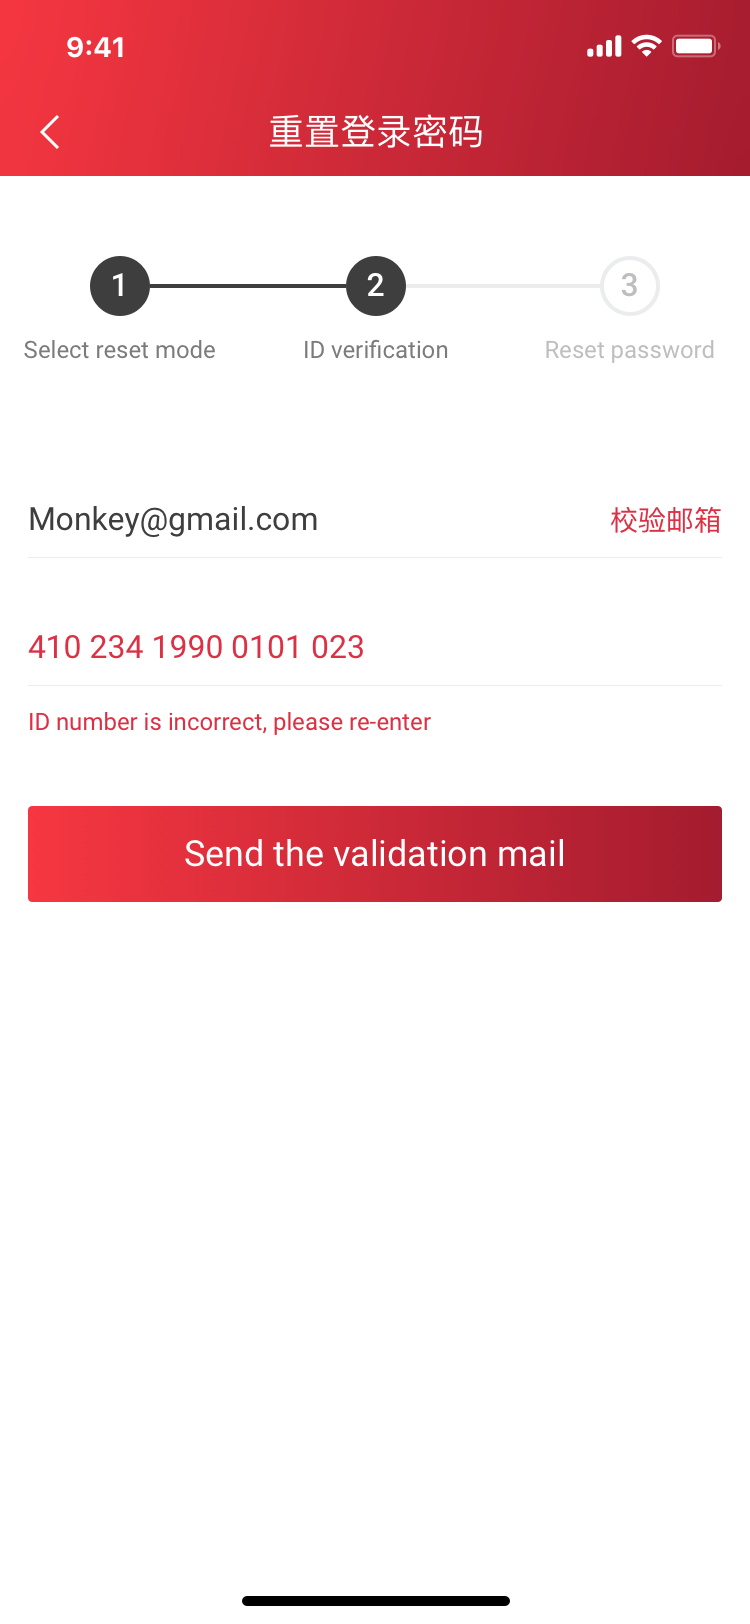 9:41
重置登录密码
1
2
3
Select reset mode
ID verification
Reset password
Monkey@gmail.com
校验邮箱
410 234 1990 0101 023
ID number is incorrect, please re-enter
Send the validation mail